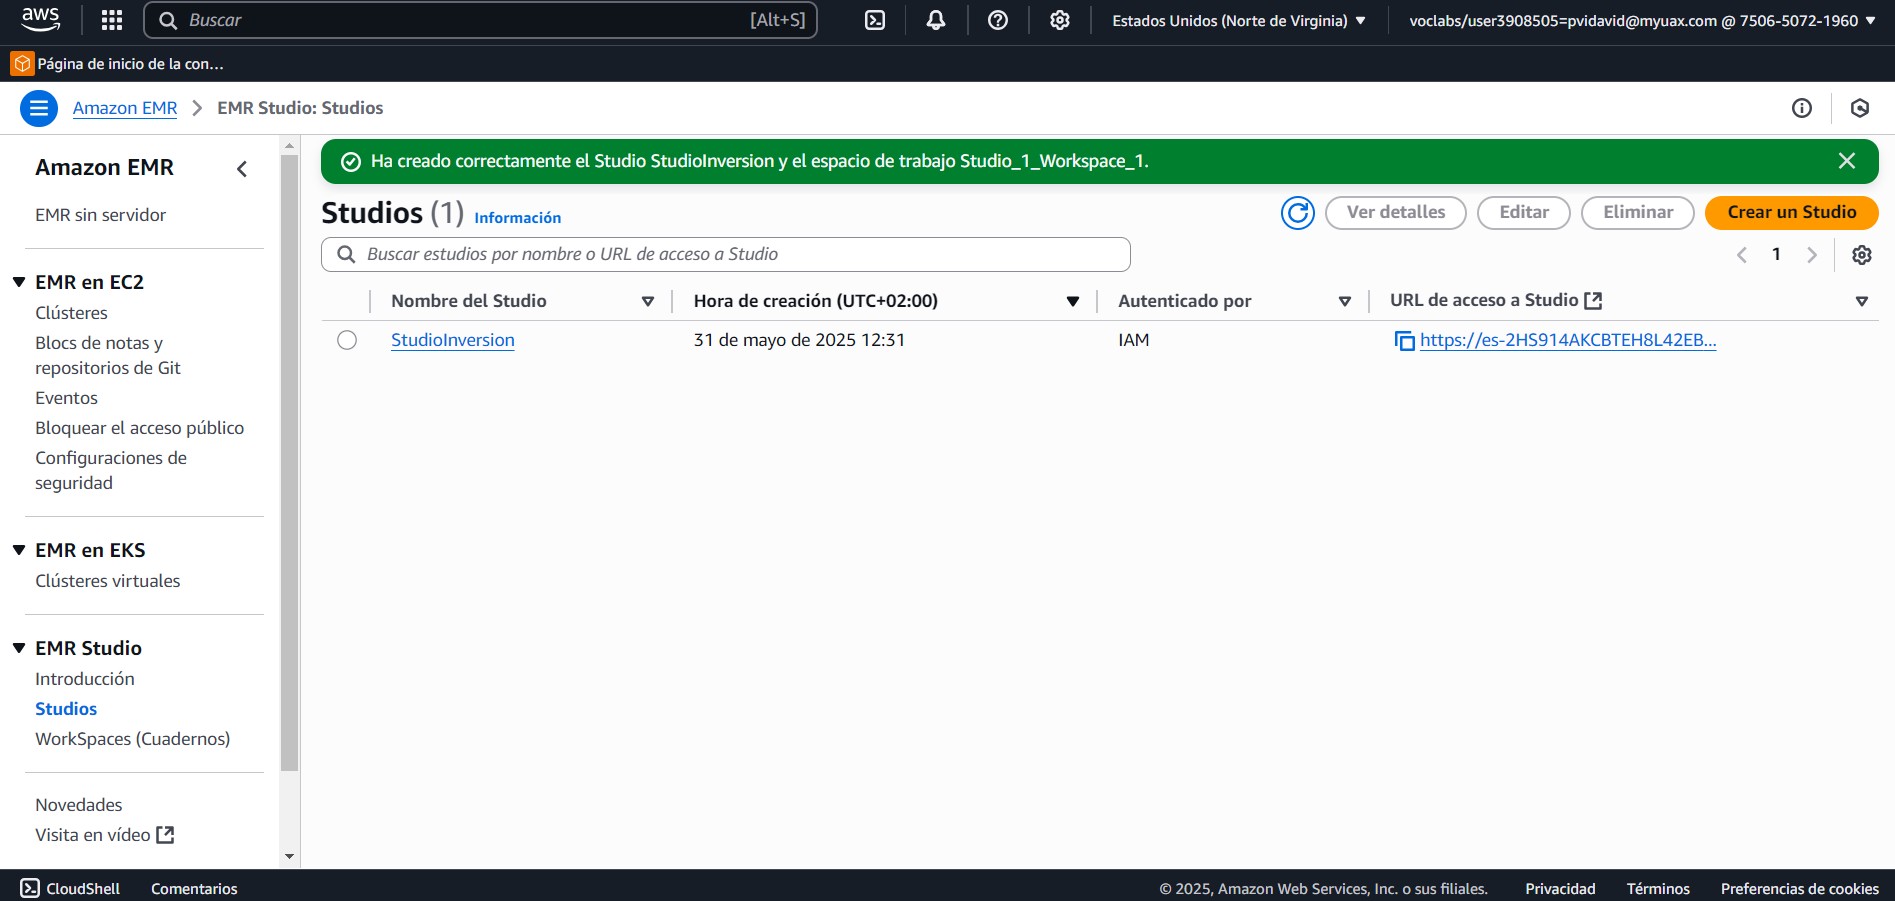 aws
Buscar [Alt+S]
Estados Unidos (Norte de Virginia)
voclabs/user3908505=pvidavid@myuax.com @ 7506-5072-1960
Página de inicio de la con...
Amazon EMR
EMR Studio: Studios
Amazon EMR
EMR sin servidor
EMR en EC2
Clústeres
Blocs de notas y
repositorios de Git
Eventos
Bloquear el acceso público
Configuraciones de
seguridad
EMR en EKS
Clústeres virtuales
EMR Studio
Introducción
Studios
WorkSpaces (Cuadernos)
Novedades
Visita en vídeo
Ha creado correctamente el Studio StudioInversion y el espacio de trabajo Studio_1_Workspace_1.
Studios (1) Información
Ver detalles
Editar
Eliminar
Crear un Studio
Buscar estudios por nombre o URL de acceso a Studio
1
Nombre del Studio Hora de creación (UTC+02:00) Autenticado por URL de acceso a Studio
StudioInversion 31 de mayo de 2025 12:31 IAM https://es-2HS914AKCBTEH8L42EB...
CloudShell Comentarios © 2025, Amazon Web Services, Inc. o sus filiales. Privacidad Términos Preferencias de cookies